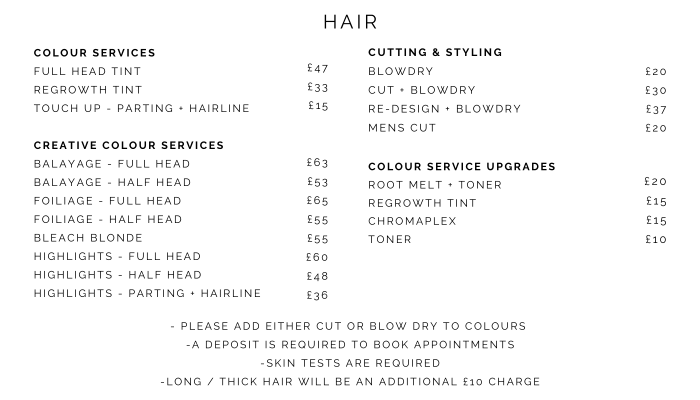 HAIR
COLOUR SERVICES
FULL HEAD TINT £47
REGROWTH TINT £33
TOUCH UP - PARTING + HAIRLINE £15
CREATIVE COLOUR SERVICES
BALAYAGE - FULL HEAD £63
BALAYAGE - HALF HEAD £53
FOILIAGE - FULL HEAD £65
FOILIAGE - HALF HEAD £55
BLEACH BLONDE £55
HIGHLIGHTS - FULL HEAD £60
HIGHLIGHTS - HALF HEAD £48
HIGHLIGHTS - PARTING + HAIRLINE £36
CUTTING & STYLING
BLOWDRY £20
CUT + BLOWDRY £30
RE-DESIGN + BLOWDRY £37
MENS CUT £20
COLOUR SERVICE UPGRADES
ROOT MELT + TONER £20
REGROWTH TINT £15
CHROMAPLEX £15
TONER £10
- PLEASE ADD EITHER CUT OR BLOW DRY TO COLOURS
-A DEPOSIT IS REQUIRED TO BOOK APPOINTMENTS
-SKIN TESTS ARE REQUIRED
-LONG / THICK HAIR WILL BE AN ADDITIONAL £10 CHARGE